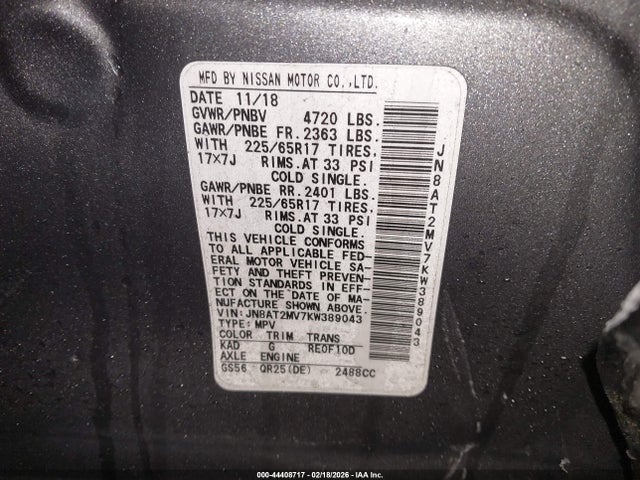 MFD BY NISSAN MOTOR CO.,LTD.
DATE 11/18
GVWR/PNBV 4720 LBS.
GAWR/PNBE FR. 2363 LBS.
WITH 225/65R17 TIRES,
17X7J RIMS.AT 33 PSI
COLD SINGLE.
GAWR/PNBE RR. 2401 LBS.
WITH 225/65R17 TIRES,
17X7J RIMS.AT 33 PSI
COLD SINGLE.
THIS VEHICLE CONFORMS
TO ALL APPLICABLE FED-
ERAL MOTOR VEHICLE SA-
FETY AND THEFT PREVEN-
TION STANDARDS IN EFF-
ECT ON THE DATE OF MA-
NUFACTURE SHOWN ABOVE.
VIN:JN8AT2MV7KW389043
TYPE:MPV
COLOR TRIM TRANS
KAD G RE0F10D
AXLE ENGINE
GS56 QR25(DE) 2488CC
JN8AT2MV7KW389043
000-44408717 - 02/18/2026 - IAA Inc.